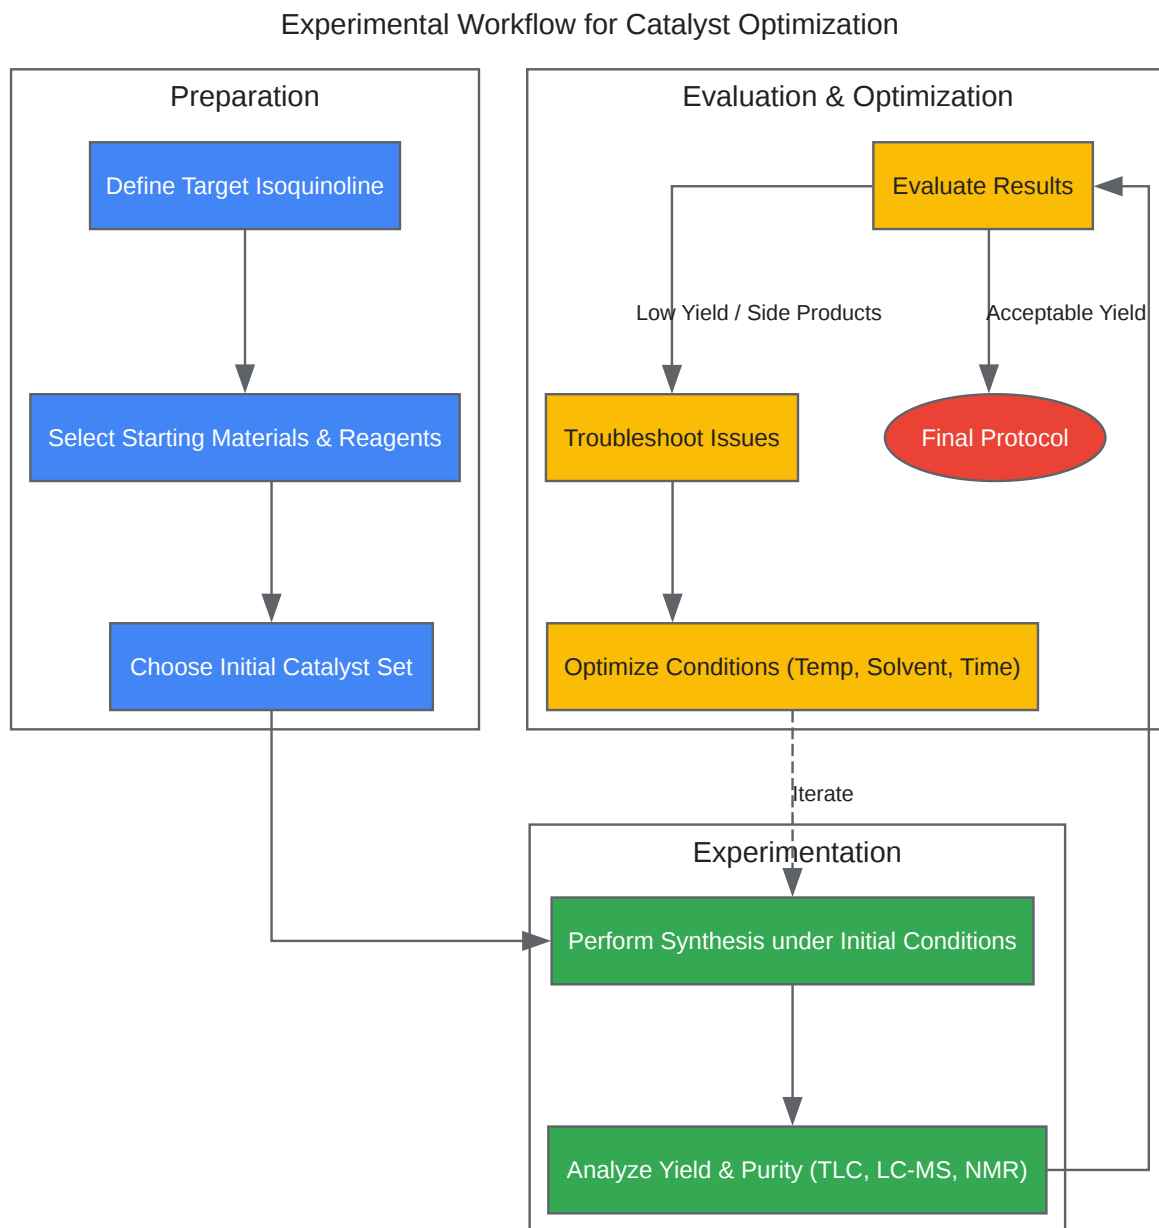 Experimental Workflow for Catalyst Optimization
Preparation
Define Target Isoquinoline
Select Starting Materials & Reagents
Choose Initial Catalyst Set
Evaluation & Optimization
Evaluate Results
Low Yield / Side Products
Acceptable Yield
Troubleshoot Issues
Final Protocol
Optimize Conditions (Temp, Solvent, Time)
Iterate
Experimentation
Perform Synthesis under Initial Conditions
Analyze Yield & Purity (TLC, LC-MS, NMR)